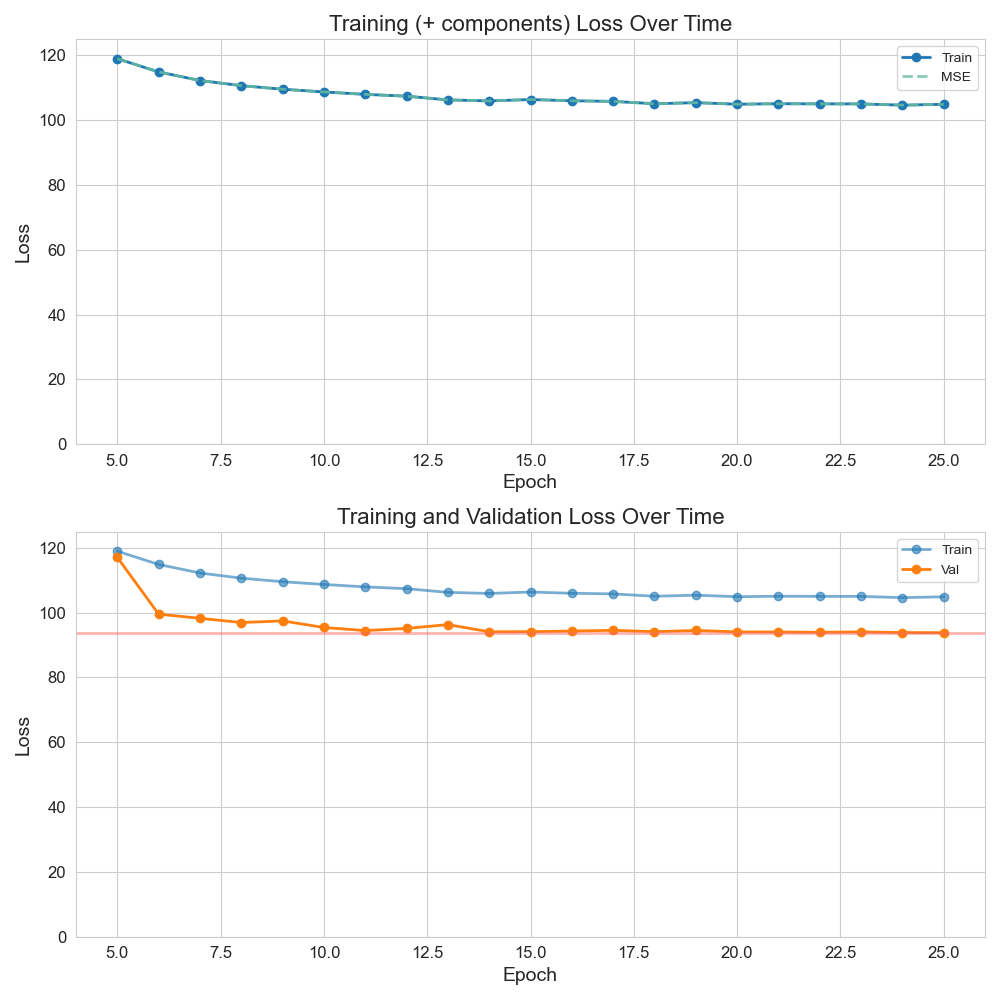 Training (+ components) Loss Over Time
120
100
80
60
40
20
0
Loss
Train
MSE
5.0 7.5 10.0 12.5 15.0 17.5 20.0 22.5 25.0
Epoch
Training and Validation Loss Over Time
120
100
80
60
40
20
0
Loss
Train
Val
5.0 7.5 10.0 12.5 15.0 17.5 20.0 22.5 25.0
Epoch